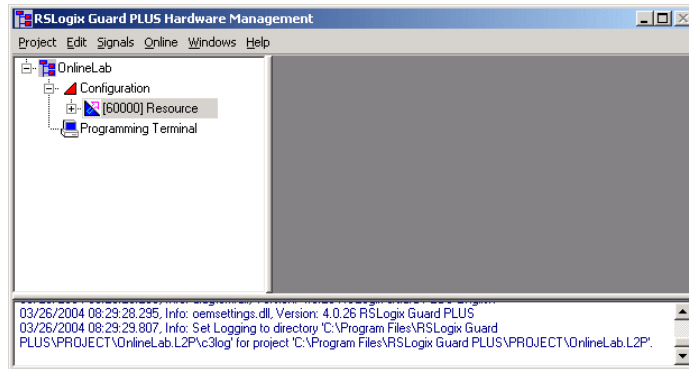 RSLogix Guard PLUS Hardware Management
Project Edit Signals Online Windows Help
OnlineLab
Configuration
[60000] Resource
Programming Terminal
03/26/2004 08:29:28.295, Info: oemsettings.dll, Version: 4.0.26 RSLogix Guard PLUS
03/26/2004 08:29:29.807, Info: Set Logging to directory 'C:\Program Files\RSLogix Guard
PLUS\PROJECT\OnlineLab.L2P\c3log' for project 'C:\Program Files\RSLogix Guard PLUS\PROJECT\OnlineLab.L2P'.